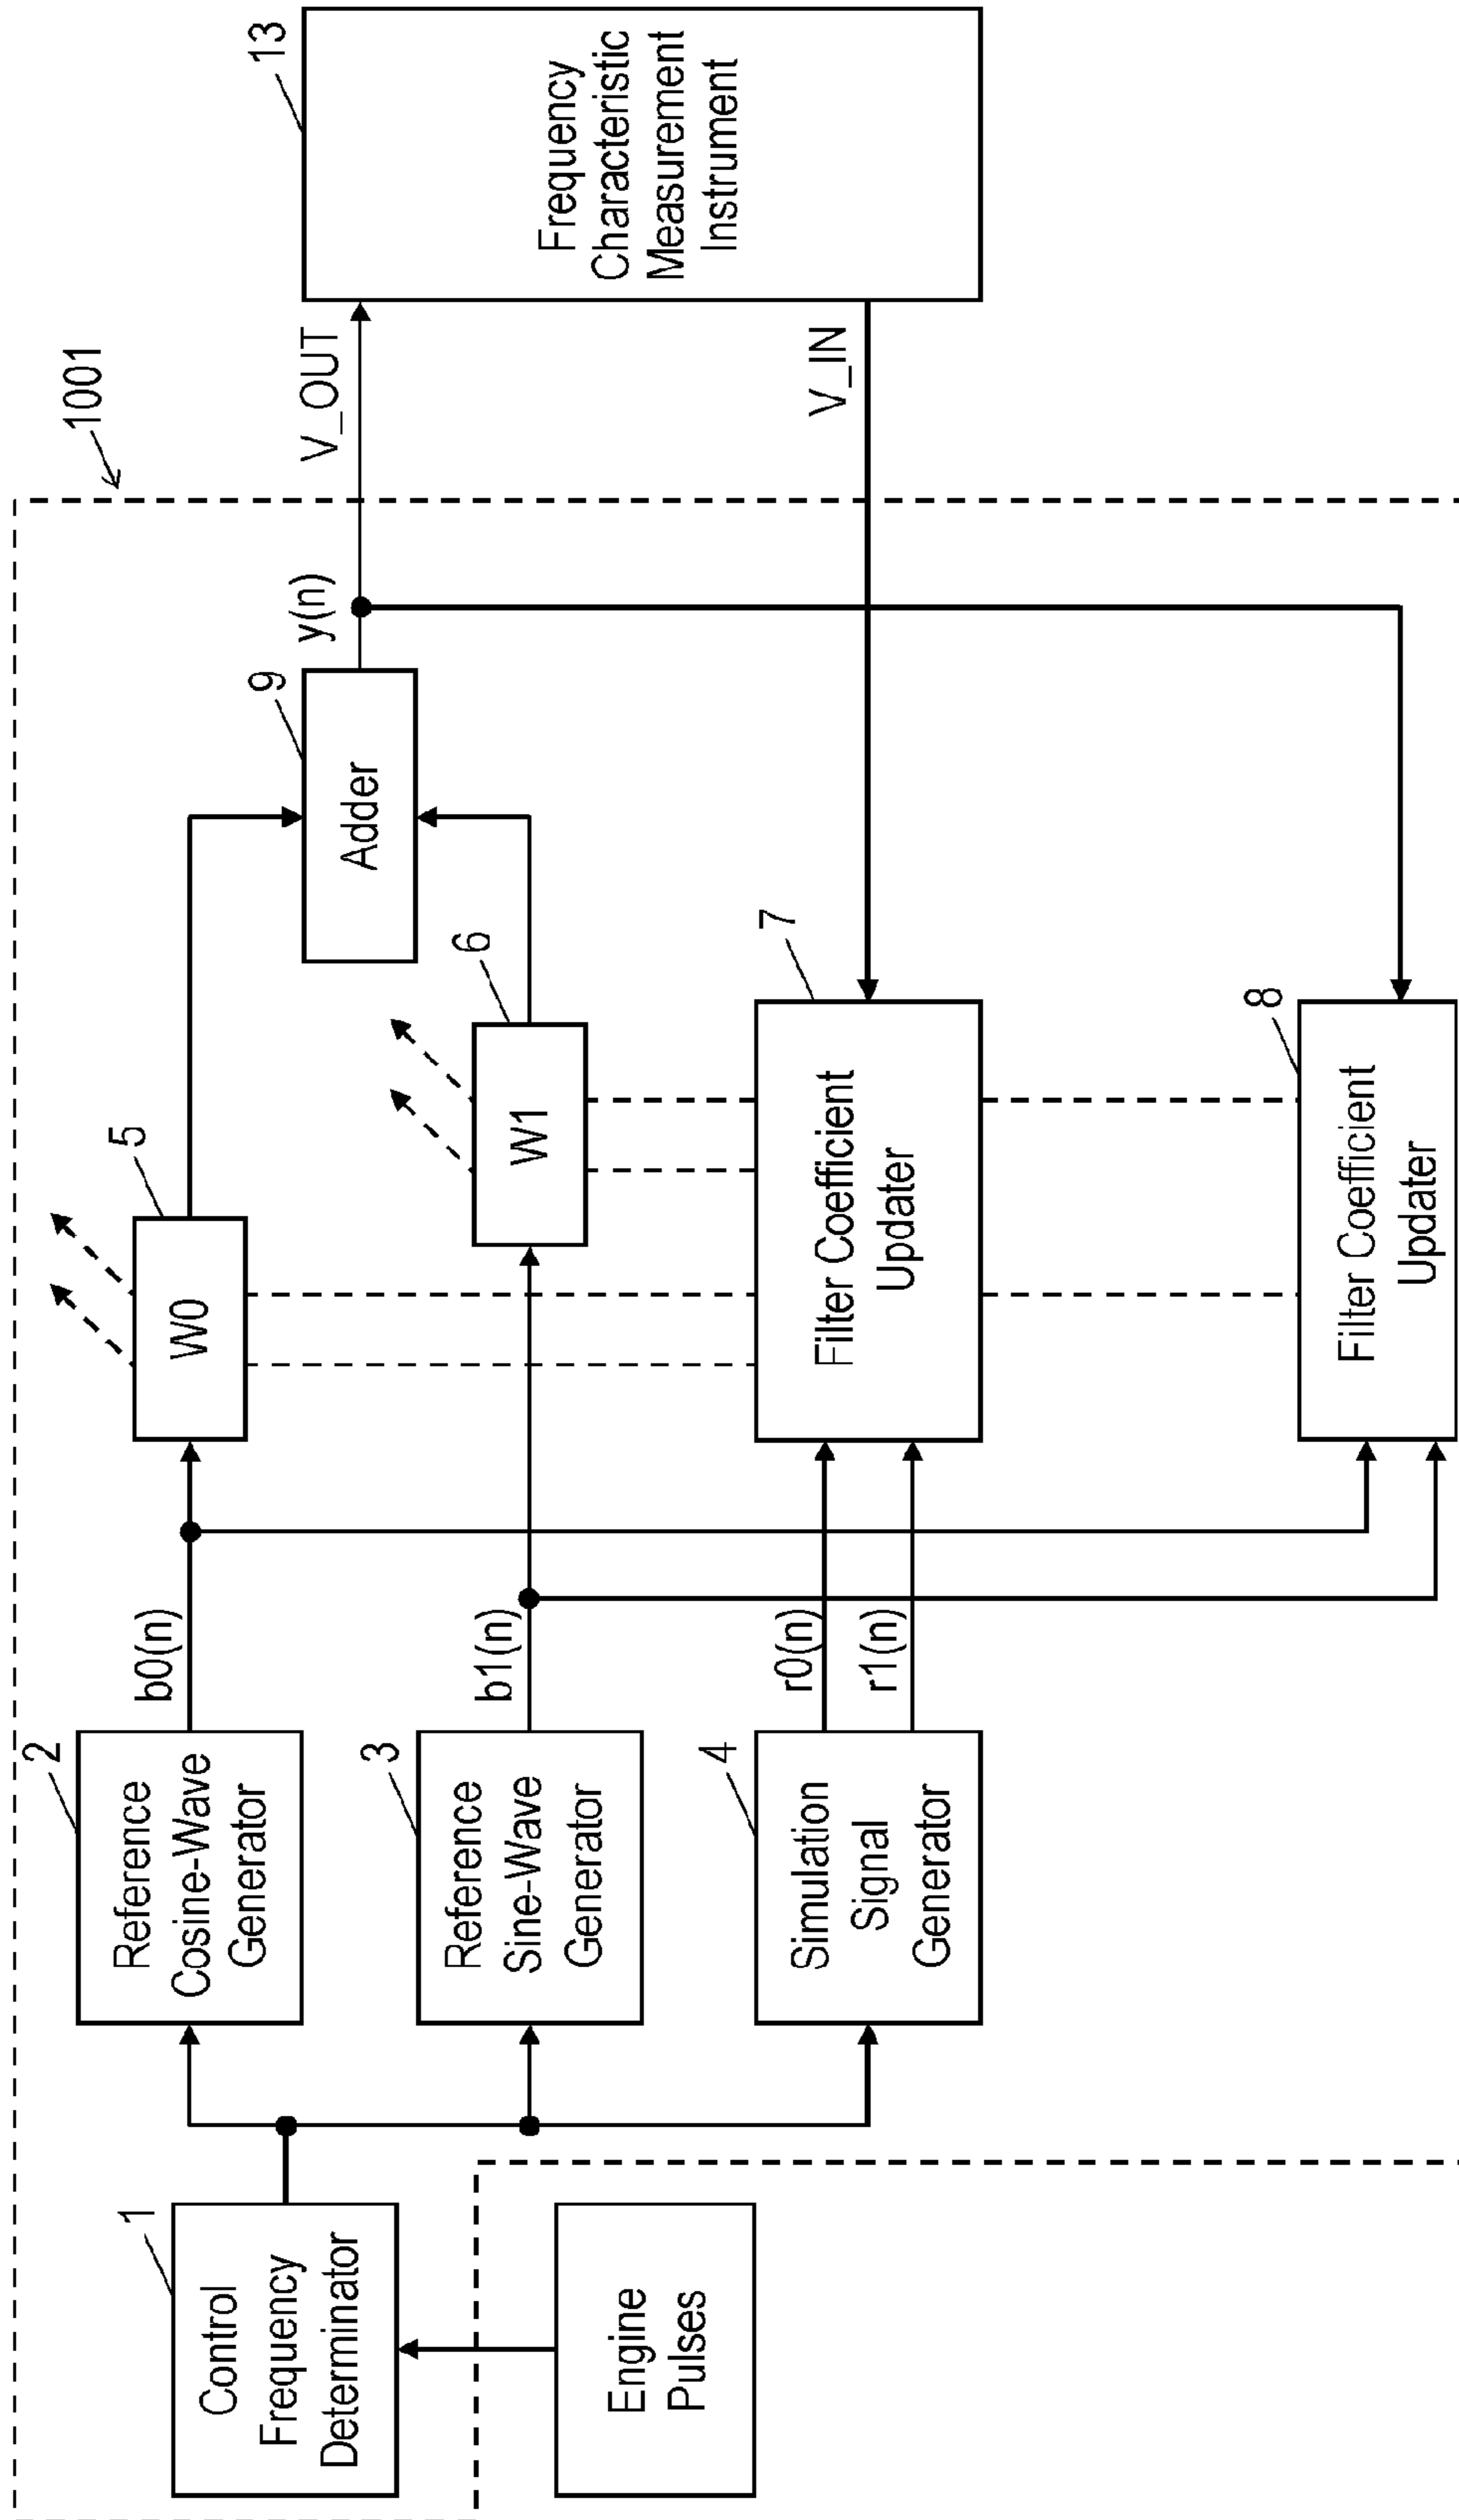 1001
1
Control
Frequency
Determinator
Engine
Pulses
2
Reference
Cosine-Wave
Generator
b0(n)
3
Reference
Sine-Wave
Generator
b1(n)
4
Simulation
Signal
Generator
r0(n)
r1(n)
5
W0
6
W1
7
Filter Coefficient
Updater
8
Filter Coefficient
Updater
9
Adder
y(n)
V_OUT
V_IN
13
Frequency
Characteristic
Measurement
Instrument